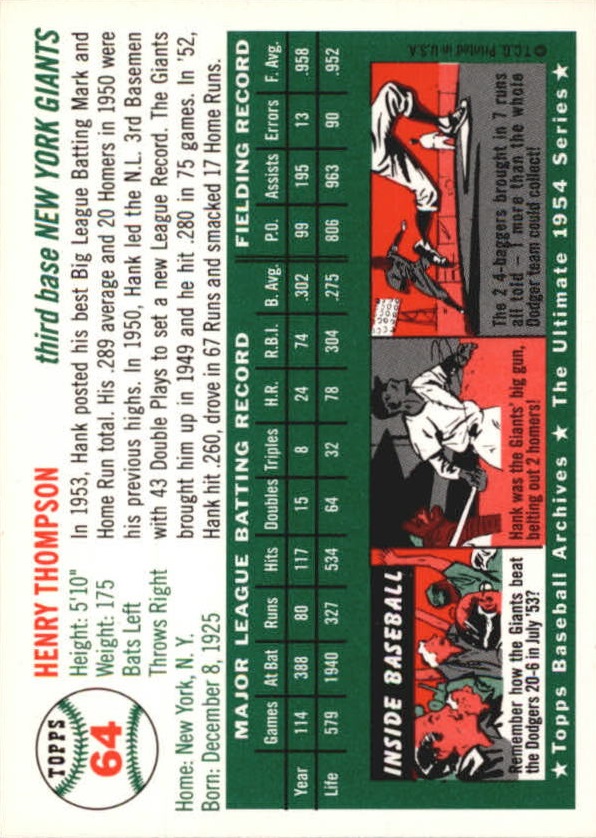 TOPPS
64
HENRY THOMPSON
third base NEW YORK GIANTS
Height: 5'10"
Weight: 175
Bats Left
Throws Right
Home: New York, N. Y.
Born: December 8, 1925
In 1953, Hank posted his best Big League Batting Mark and
Home Run total. His .289 average and 20 Homers in 1950 were
his previous highs. In 1950, Hank led the N.L. 3rd Basemen
with 43 Double Plays to set a new League Record. The Giants
brought him up in 1949 and he hit .280 in 75 games. In '52,
Hank hit .260, drove in 67 Runs and smacked 17 Home Runs.
MAJOR LEAGUE BATTING RECORD FIELDING RECORD
Games At Bat Runs Hits Doubles Triples H.R. R.B.I. B. Avg. P.O. Assists Errors F. Avg.
Year 114 388 80 117 15 8 24 74 .302 99 195 13 .958
Life 579 1940 327 534 64 32 78 304 .275 806 963 90 .952
INSIDE BASEBALL
Remember how the Giants beat
the Dodgers 20-6 in july '53?
Hank was the Giants' big gun,
belting out 2 homers!
The 2 4-baggers brought in 7 runs
all told – 1 more than the whole
Dodger team could collect!
© T.C.G. Printed in U.S.A.
★ Topps Baseball Archives ★ The Ultimate 1954 Series ★